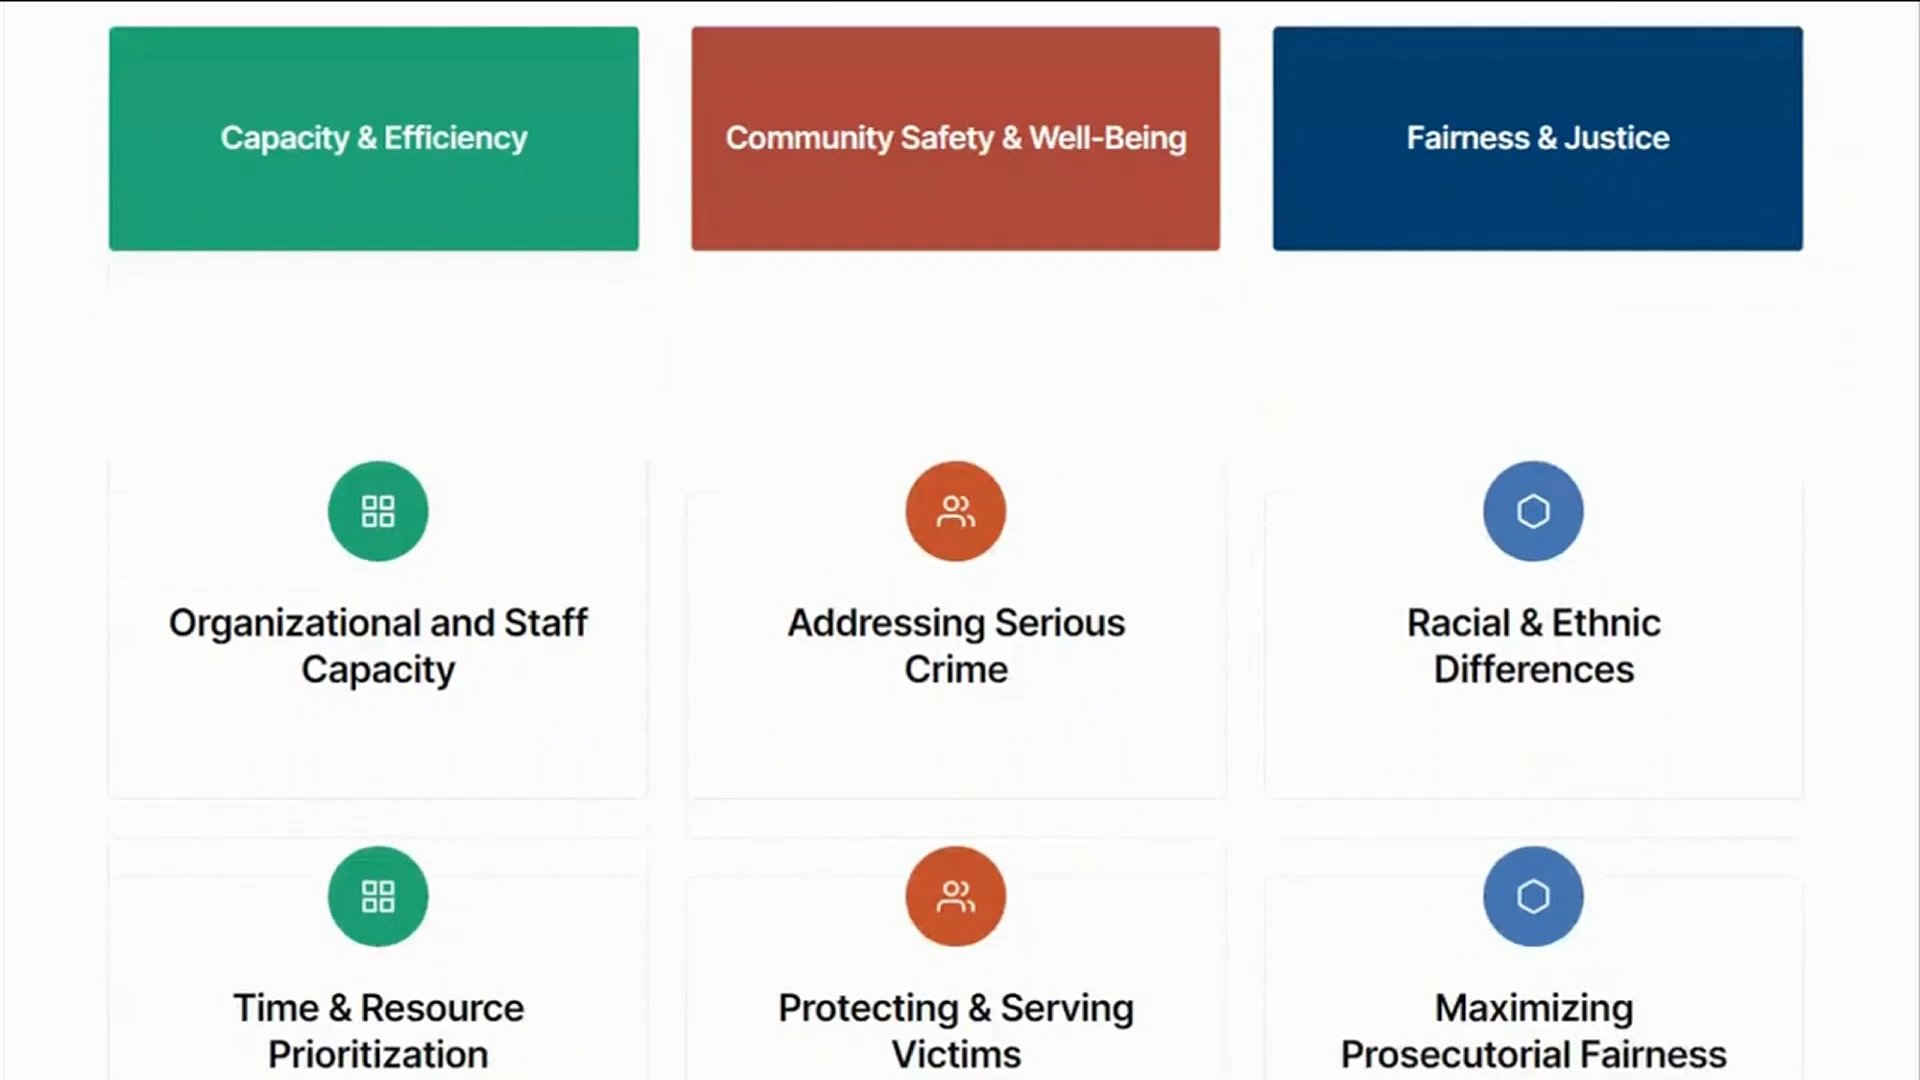 Capacity & Efficiency
Community Safety & Well-Being
Fairness & Justice
Organizational and Staff
Capacity
Addressing Serious
Crime
Racial & Ethnic
Differences
Time & Resource
Prioritization
Protecting & Serving
Victims
Maximizing
Prosecutorial Fairness